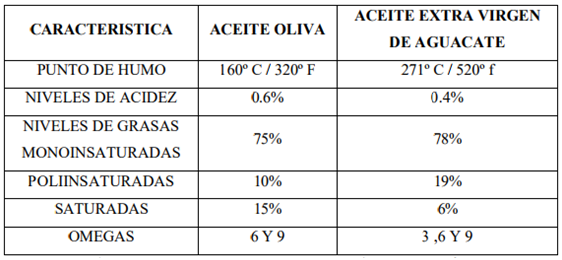 CARACTERISTICA ACEITE OLIVA ACEITE EXTRA VIRGEN
DE AGUACATE
PUNTO DE HUMO 160º C / 320º F 271º C / 520º f
NIVELES DE ACIDEZ 0.6% 0.4%
NIVELES DE GRASAS
MONOINSATURADAS 75% 78%
POLIINSATURADAS 10% 19%
SATURADAS 15% 6%
OMEGAS 6 Y 9 3 ,6 Y 9